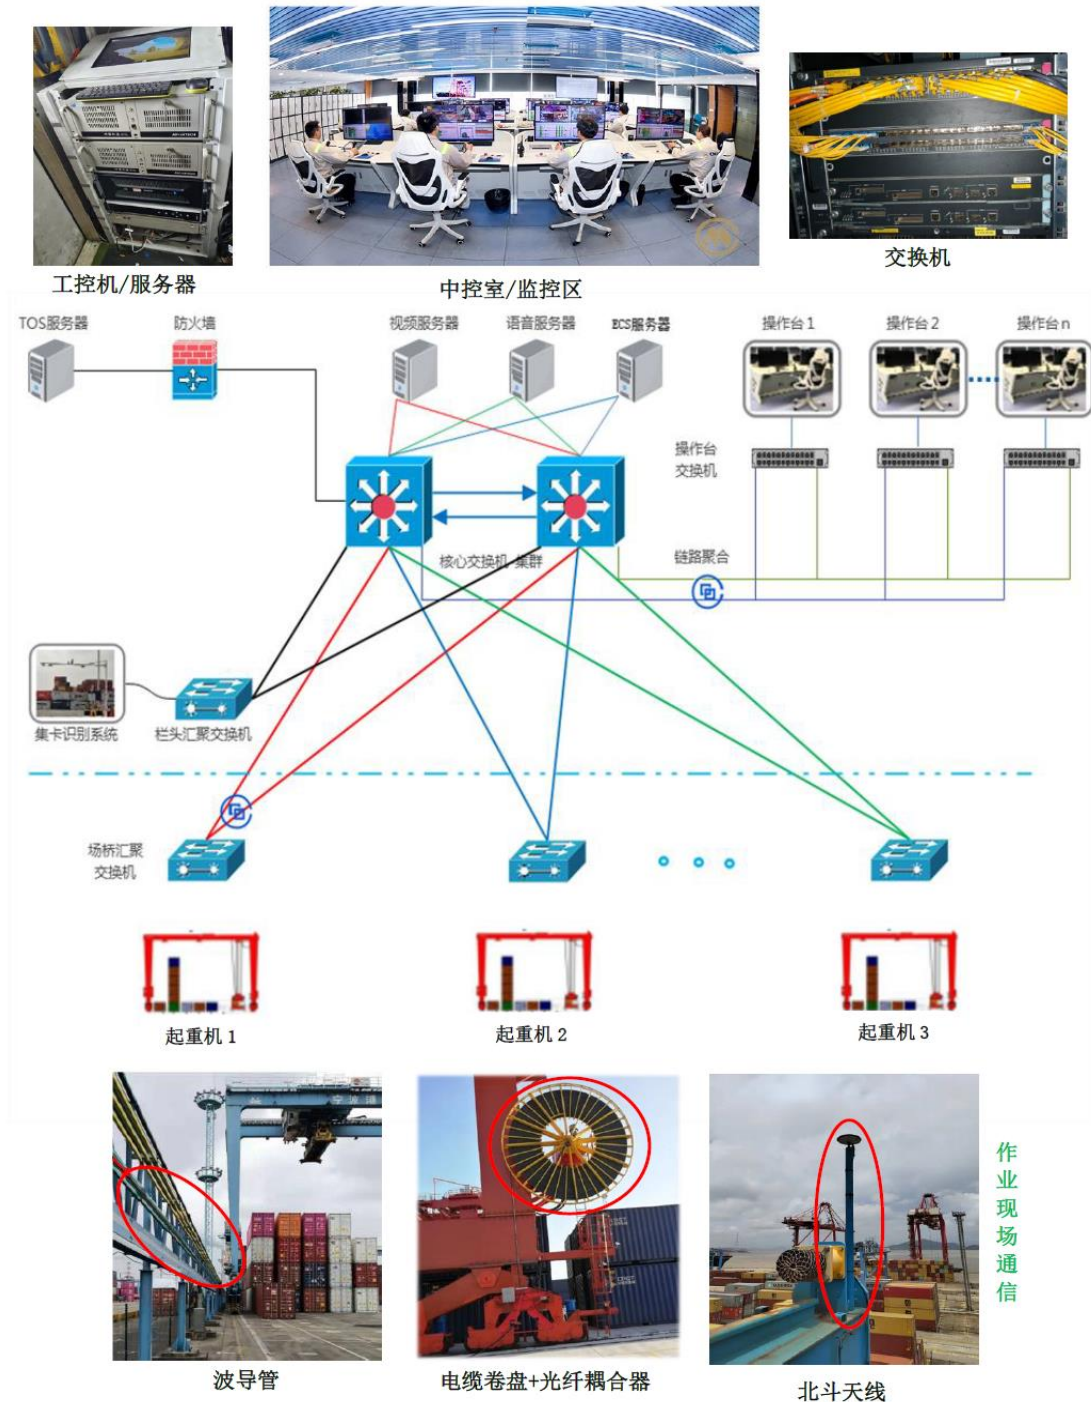 工控机/服务器
中控室/监控区
交换机
TOS服务器
防火墙
视频服务器
语音服务器
ECS服务器
操作台1
操作台2
操作台n
操作台
交换机
核心交换机 集群
链路聚合
集卡识别系统
栏头汇聚交换机
场桥汇聚
交换机
起重机1
起重机2
起重机3
作业现场通信
波导管
电缆卷盘+光纤耦合器
北斗天线